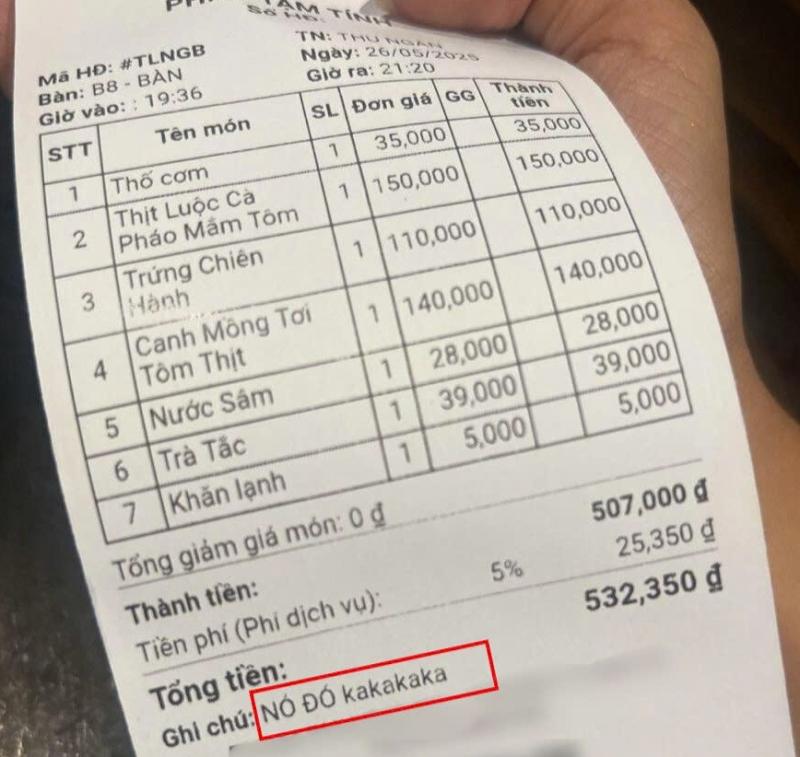 TÂM TÌNH
Số HĐ:
Mã HĐ: #TLNGB
TN: THU NGÂN
Bàn: B8 - BÀN
Ngày: 26/05/2025
Giờ vào: : 19:36
Giờ ra: 21:20
STT Tên món SL Đơn giá GG Thành tiền
1 Thố cơm 1 35,000 35,000
2 Thịt Luộc Cà Pháo Mắm Tôm 1 150,000 150,000
3 Trứng Chiên Hành 1 110,000 110,000
4 Canh Mồng Tơi Tôm Thịt 1 140,000 140,000
5 Nước Sâm 1 28,000 28,000
6 Trà Tắc 1 39,000 39,000
7 Khăn lạnh 1 5,000 5,000
Tổng giảm giá món: 0 đ
Thành tiền: 507,000 đ
Tiền phí (Phí dịch vụ): 5% 25,350 đ
Tổng tiền: 532,350 đ
Ghi chú: NÓ ĐÓ kakakaka